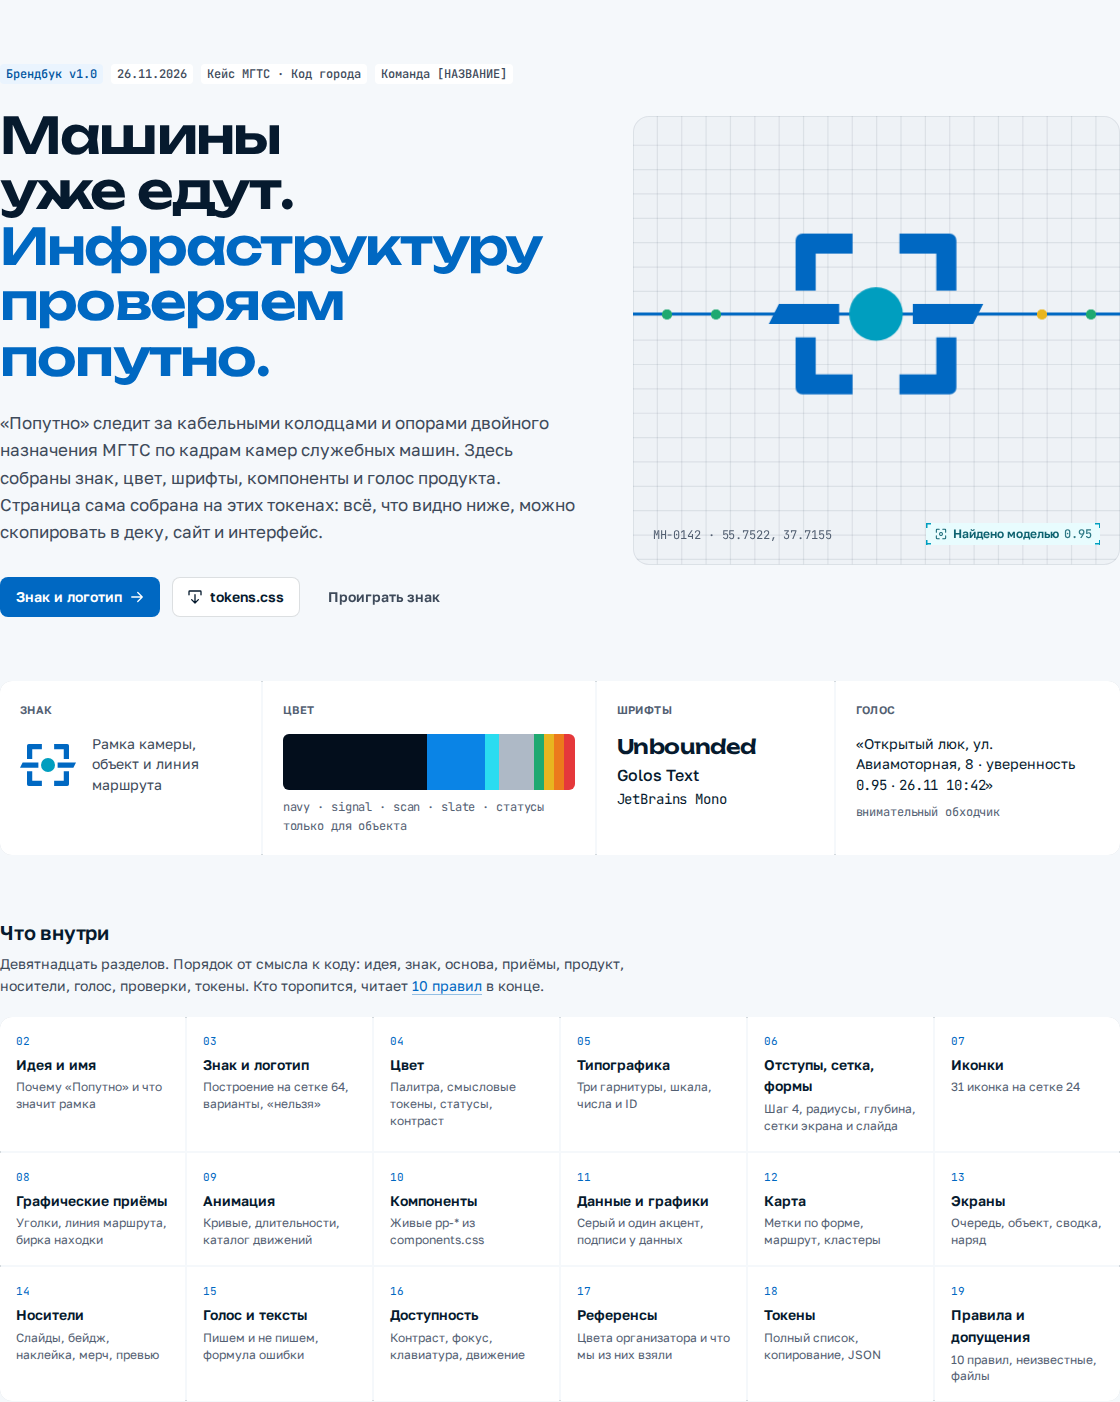 Брендбук v1.0
26.11.2026
Кейс МГТС · Код города
Команда [НАЗВАНИЕ]
Машины
уже едут.
Инфраструктуру
проверяем
попутно.
«Попутно» следит за кабельными колодцами и опорами двойного
назначения МГТС по кадрам камер служебных машин. Здесь
собраны знак, цвет, шрифты, компоненты и голос продукта.
Страница сама собрана на этих токенах: всё, что видно ниже, можно
скопировать в деку, сайт и интерфейс.
Знак и логотип →
tokens.css
Проиграть знак
МН-0142 · 55.7522, 37.7155
Найдено моделью 0.95
ЗНАК
Рамка камеры,
объект и линия
маршрута
ЦВЕТ
navy · signal · scan · slate · статусы
только для объекта
ШРИФТЫ
Unbounded
Golos Text
JetBrains Mono
ГОЛОС
«Открытый люк, ул.
Авиамоторная, 8 · уверенность
0.95 · 26.11 10:42»
внимательный обходчик
Что внутри
Девятнадцать разделов. Порядок от смысла к коду: идея, знак, основа, приёмы, продукт,
носители, голос, проверки, токены. Кто торопится, читает 10 правил в конце.
02
Идея и имя
Почему «Попутно» и что
значит рамка
03
Знак и логотип
Построение на сетке 64,
варианты, «нельзя»
04
Цвет
Палитра, смысловые
токены, статусы,
контраст
05
Типографика
Три гарнитуры, шкала,
числа и ID
06
Отступы, сетка,
формы
Шаг 4, радиусы, глубина,
сетки экрана и слайда
07
Иконки
31 иконка на сетке 24
08
Графические приёмы
Уголки, линия маршрута,
бирка находки
09
Анимация
Кривые, длительности,
каталог движений
10
Компоненты
Живые pp-* из
components.css
11
Данные и графики
Серый и один акцент,
подписи у данных
12
Карта
Метки по форме,
маршрут, кластеры
13
Экраны
Очередь, объект, сводка,
наряд
14
Носители
Слайды, бейдж,
наклейка, мерч, превью
15
Голос и тексты
Пишем и не пишем,
формула ошибки
16
Доступность
Контраст, фокус,
клавиатура, движение
17
Референсы
Цвета организатора и что
мы из них взяли
18
Токены
Полный список,
копирование, JSON
19
Правила и
допущения
10 правил, неизвестные,
файлы